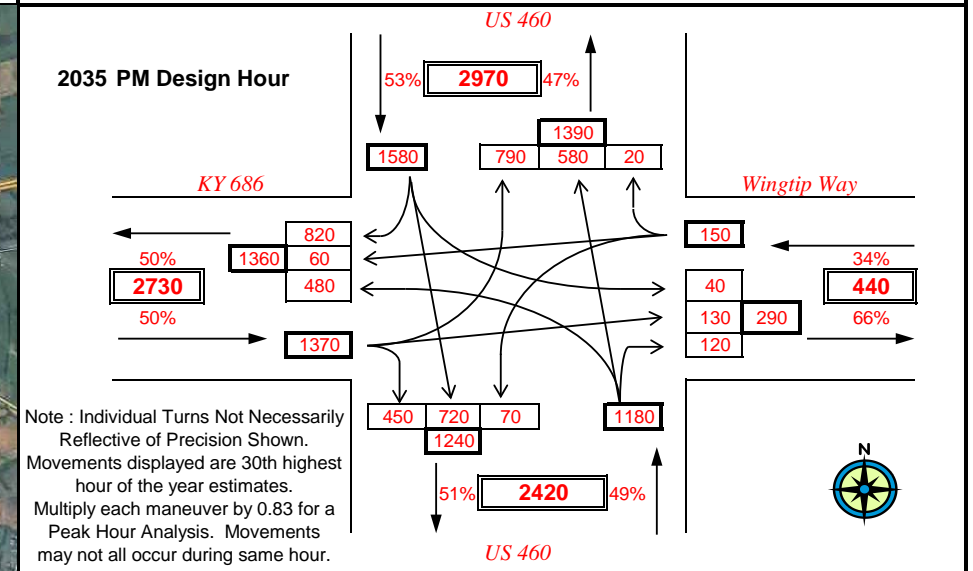 US 460
2035 PM Design Hour
53% 2970 47%
1390
1580 790 580 20
KY 686 Wingtip Way
820 150
50% 1360 60 34%
2730 480 40 440
50% 130 290 66%
1370 120
450 720 70 1180
1240
Note : Individual Turns Not Necessarily
Reflective of Precision Shown.
Movements displayed are 30th highest
hour of the year estimates.
Multiply each maneuver by 0.83 for a
Peak Hour Analysis. Movements
may not all occur during same hour.
51% 2420 49%
US 460
N